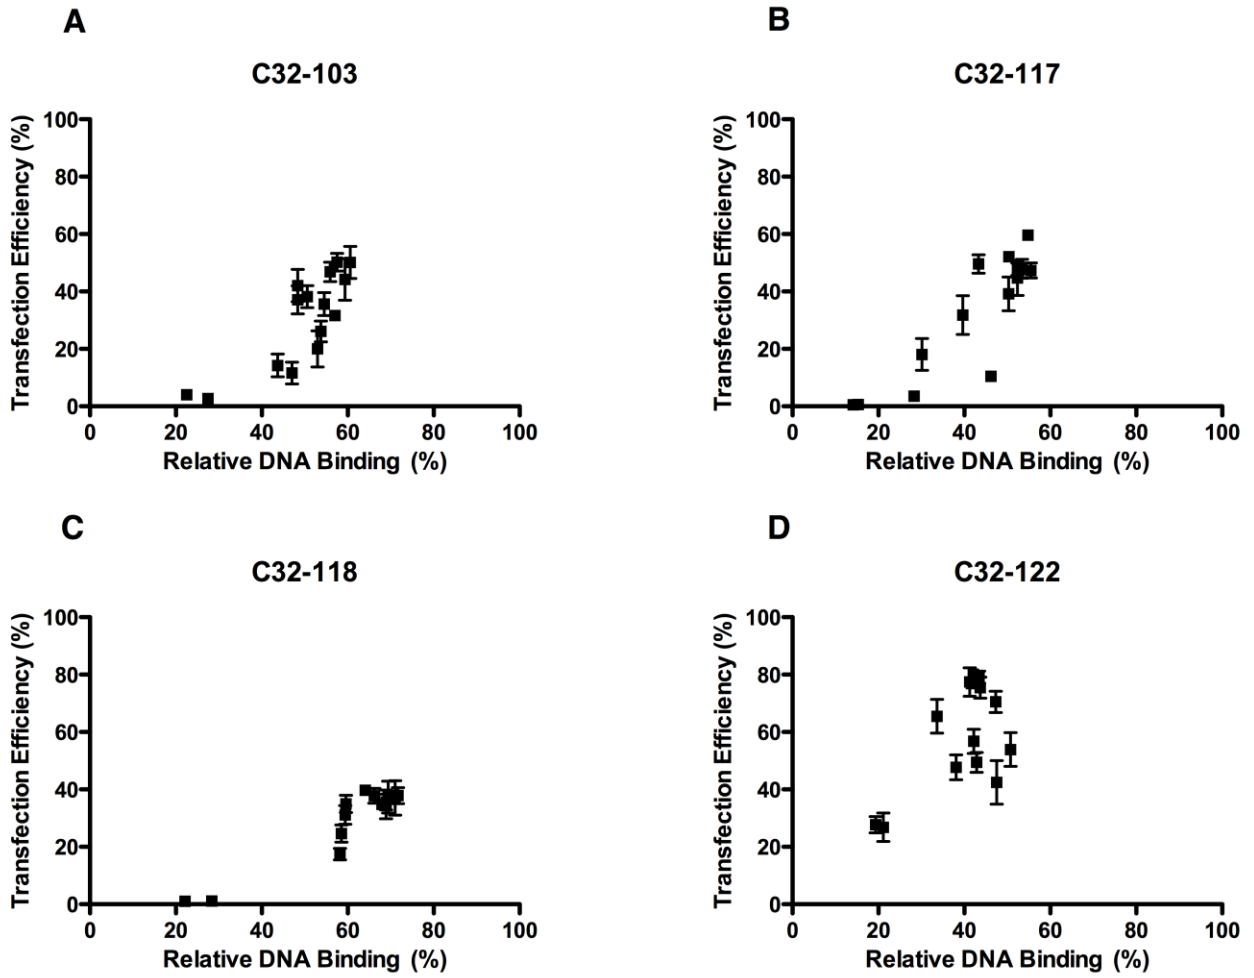 A
C32-103
Transfection Efficiency (%)
100
80
60
40
20
0
0 20 40 60 80 100
Relative DNA Binding (%)
B
C32-117
Transfection Efficiency (%)
100
80
60
40
20
0
0 20 40 60 80 100
Relative DNA Binding (%)
C
C32-118
Transfection Efficiency (%)
100
80
60
40
20
0
0 20 40 60 80 100
Relative DNA Binding (%)
D
C32-122
Transfection Efficiency (%)
100
80
60
40
20
0
0 20 40 60 80 100
Relative DNA Binding (%)